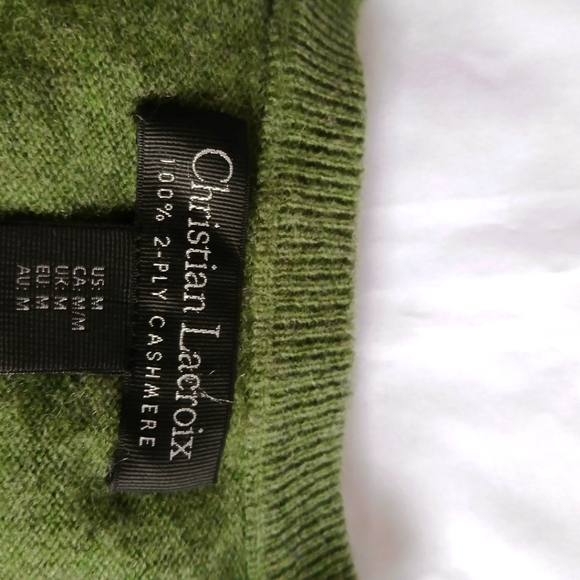 Christian Lacroix
100% 2-PLY CASHMERE
US: M
CA: M/M
UK: M
EU: M
AU: M